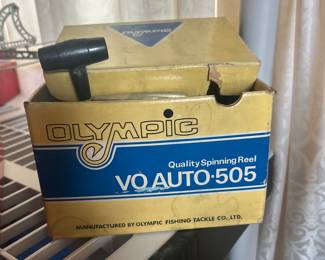 OLYMPIC
Quality Spinning Reel
VO.AUTO·505
MANUFACTURED BY OLYMPIC FISHING TACKLE CO., LTD.